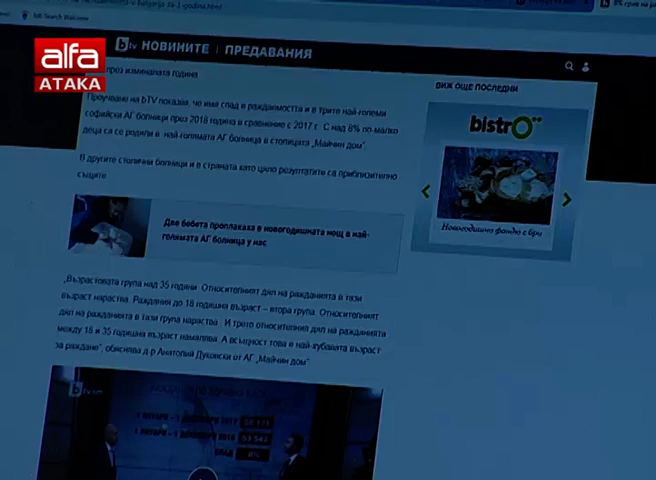 alfa
АТАКА
btv НОВИНИТЕ | ПРЕДАВАНИЯ
през изминалата година
Проучване на bTV показва, че има спад в раждаемостта и в трите най-големи
софийски АГ болници през 2018 година в сравнение с 2017 г. С над 8% по-малко
деца са се родили в най-голямата АГ болница в столицата „Майчин дом".
В другите столични болници и в страната като цяло резултатите са приблизително
същите.
Две бебета проплакаха в новогодишната нощ в най-
голямата АГ болница у нас
„Възрастовата група над 35 години. Относителният дял на ражданията в тази
възраст нараства. Раждания до 18 годишна възраст – втора група. Относителният
дял на ражданията в тази група нараства. И трето относителния дял на ражданията
между 18 и 35 годишна възраст намалява. А всъщност това е най-хубавата възраст
за раждане", обяснява д-р Анатолий Дуковски от АГ „Майчин дом"
ВИЖ ОЩЕ ПОСЛЕДНИ
bistro
Новогодишно фондю с бри
btv
53 542
СПАД 8%